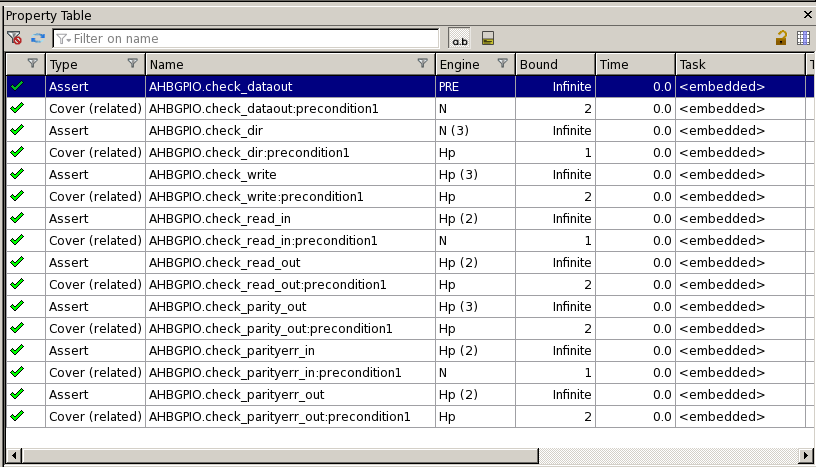 Property Table
Filter on name a.b
Type Name Engine Bound Time Task T
Assert AHBGPIO.check_dataout PRE Infinite 0.0 <embedded>
Cover (related) AHBGPIO.check_dataout:precondition1 N 2 0.0 <embedded>
Assert AHBGPIO.check_dir N (3) Infinite 0.0 <embedded>
Cover (related) AHBGPIO.check_dir:precondition1 Hp 1 0.0 <embedded>
Assert AHBGPIO.check_write Hp (3) Infinite 0.0 <embedded>
Cover (related) AHBGPIO.check_write:precondition1 Hp 2 0.0 <embedded>
Assert AHBGPIO.check_read_in Hp (2) Infinite 0.0 <embedded>
Cover (related) AHBGPIO.check_read_in:precondition1 N 1 0.0 <embedded>
Assert AHBGPIO.check_read_out Hp (2) Infinite 0.0 <embedded>
Cover (related) AHBGPIO.check_read_out:precondition1 Hp 2 0.0 <embedded>
Assert AHBGPIO.check_parity_out Hp (3) Infinite 0.0 <embedded>
Cover (related) AHBGPIO.check_parity_out:precondition1 Hp 2 0.0 <embedded>
Assert AHBGPIO.check_parityerr_in Hp (2) Infinite 0.0 <embedded>
Cover (related) AHBGPIO.check_parityerr_in:precondition1 N 1 0.0 <embedded>
Assert AHBGPIO.check_parityerr_out Hp (2) Infinite 0.0 <embedded>
Cover (related) AHBGPIO.check_parityerr_out:precondition1 Hp 2 0.0 <embedded>